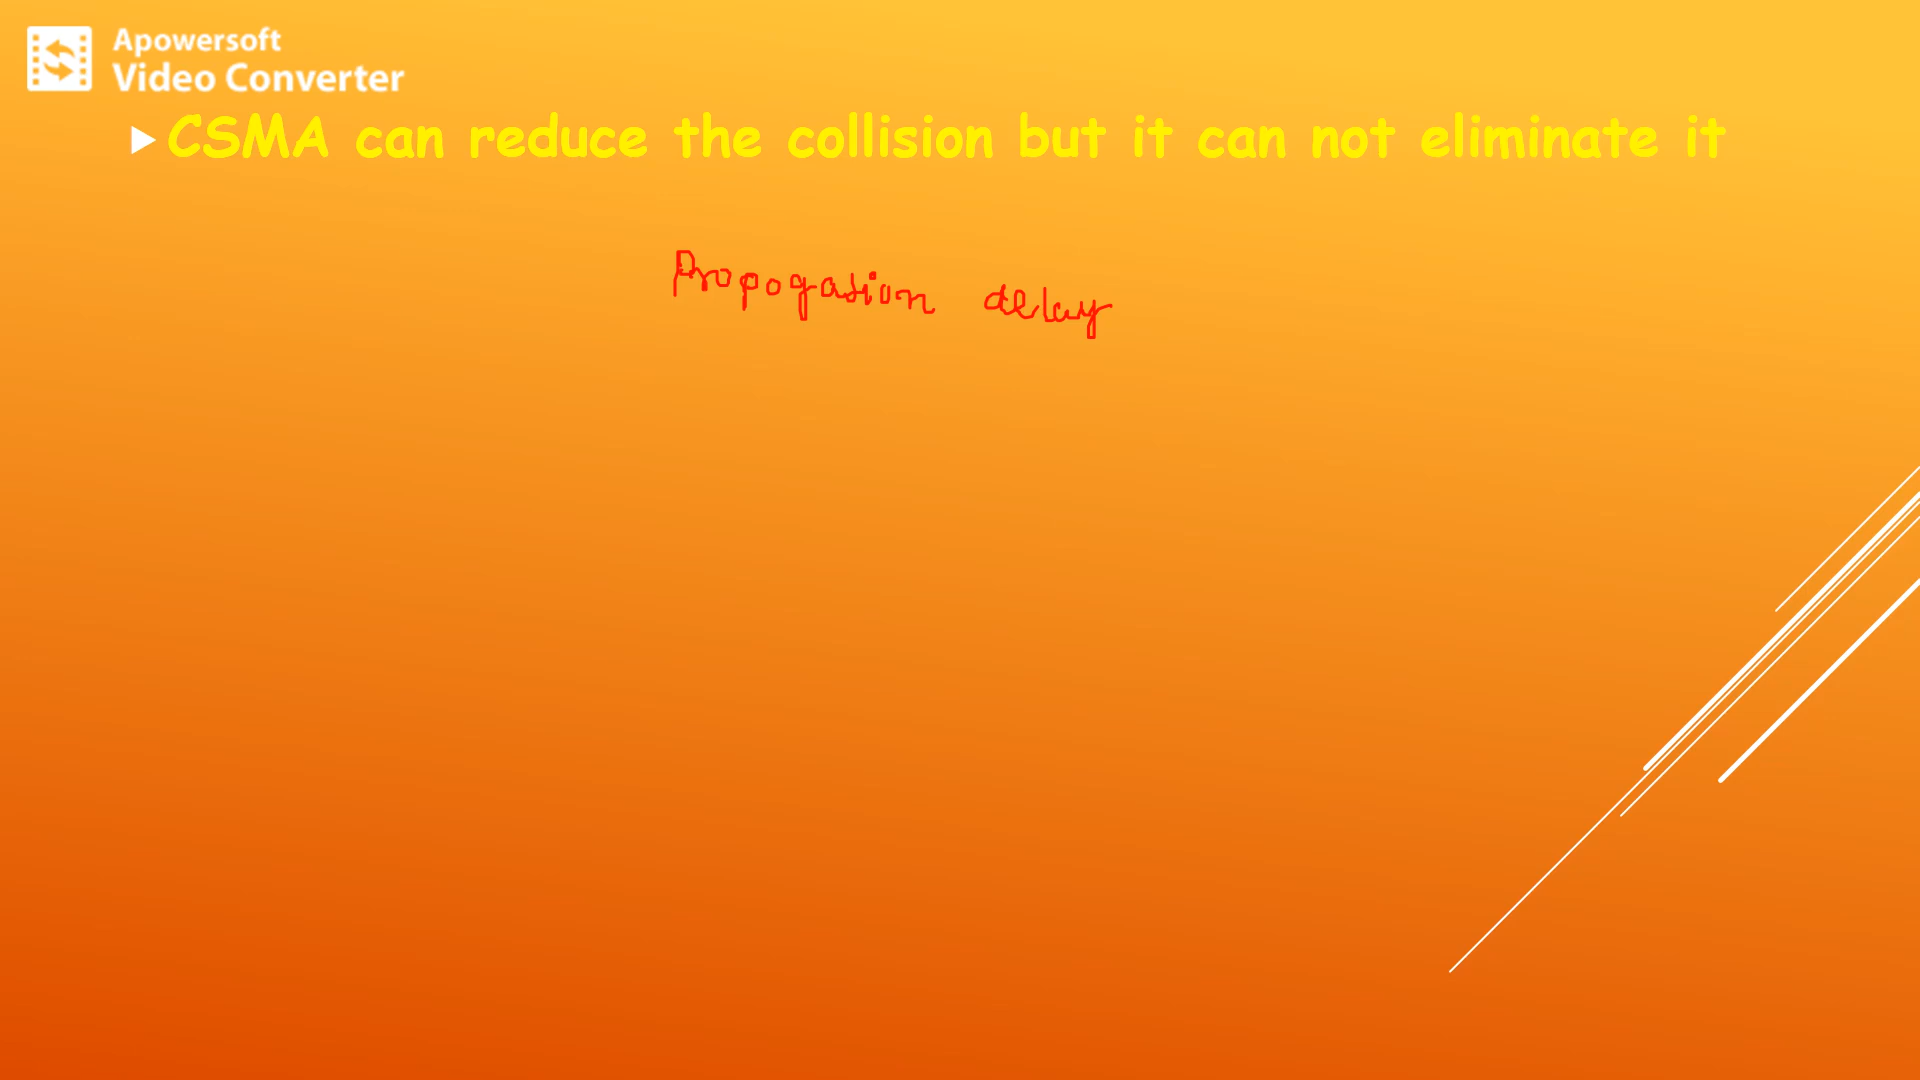 Apowersoft
Video Converter
CSMA can reduce the collision but it can not eliminate it
Propogation delay